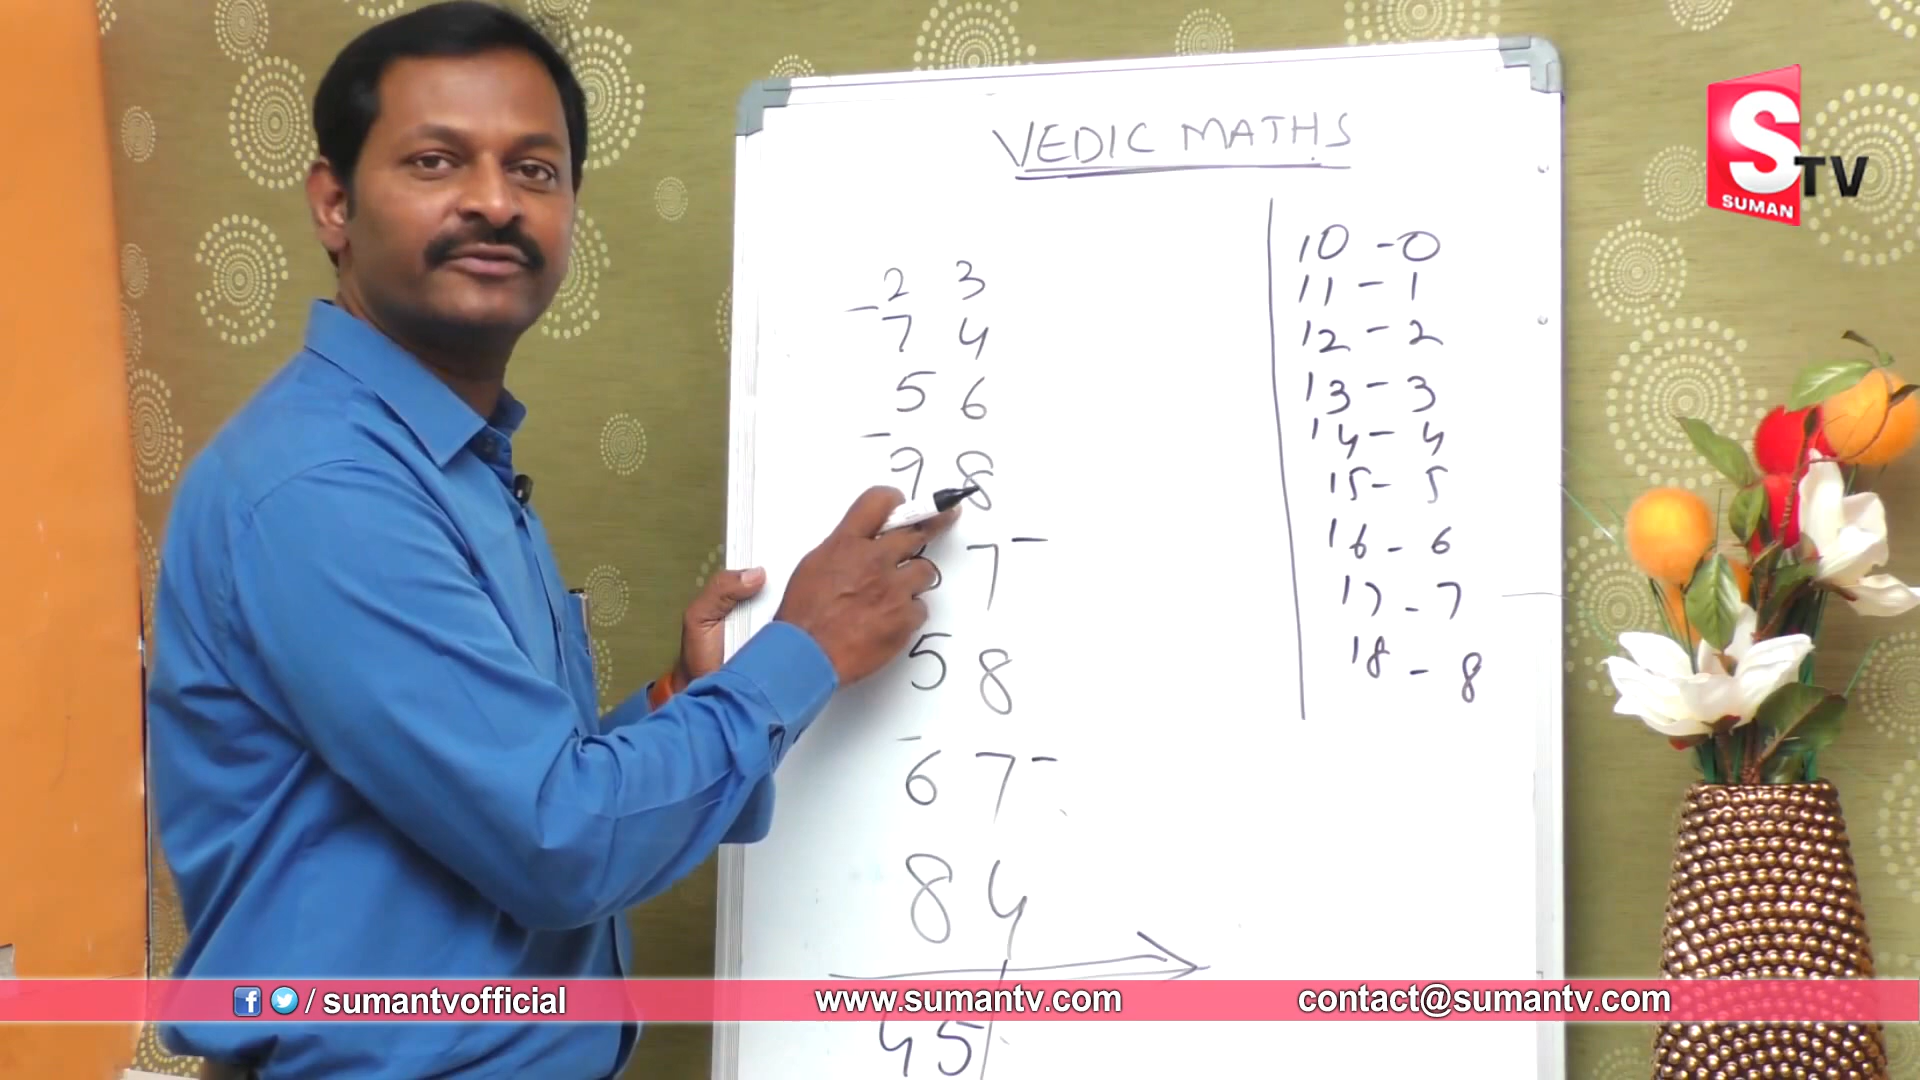 VEDIC MATHS
S TV
SUMAN
2 3
7 4
5 6
9 8
7
5 8
6 7
8 4
45
10 - 0
11 - 1
12 - 2
13 - 3
14 - 4
15 - 5
16 - 6
17 - 7
18 - 8
/ sumantvofficial
www.sumantv.com
contact@sumantv.com